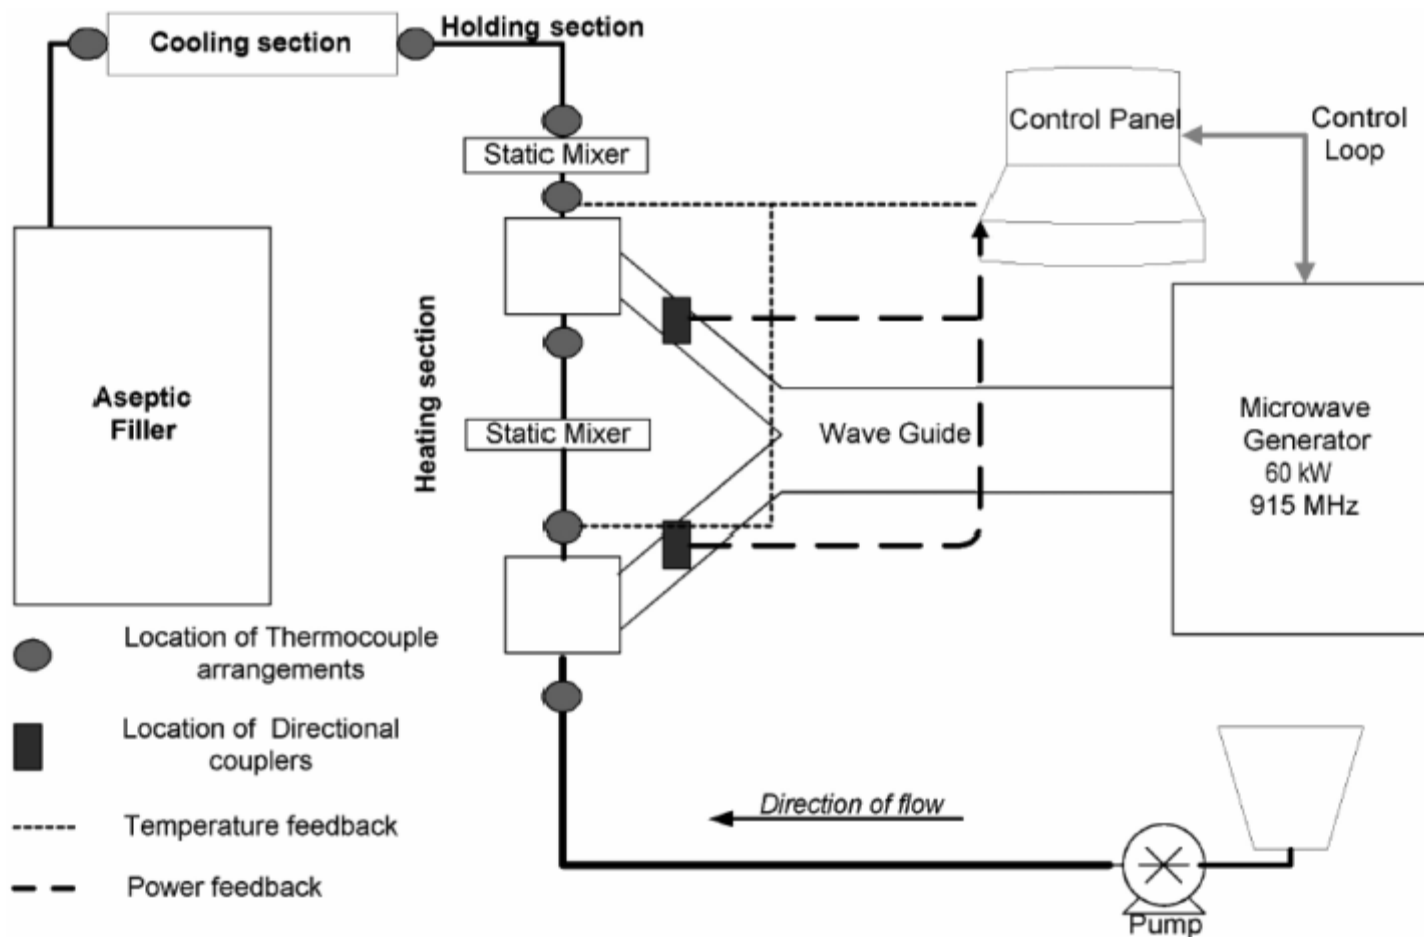 Cooling section
Holding section
Static Mixer
Control Panel
Control
Loop
Heating section
Aseptic
Filler
Static Mixer
Wave Guide
Microwave
Generator
60 kW
915 MHz
Location of Thermocouple
arrangements
Location of Directional
couplers
Temperature feedback
Power feedback
Direction of flow
Pump